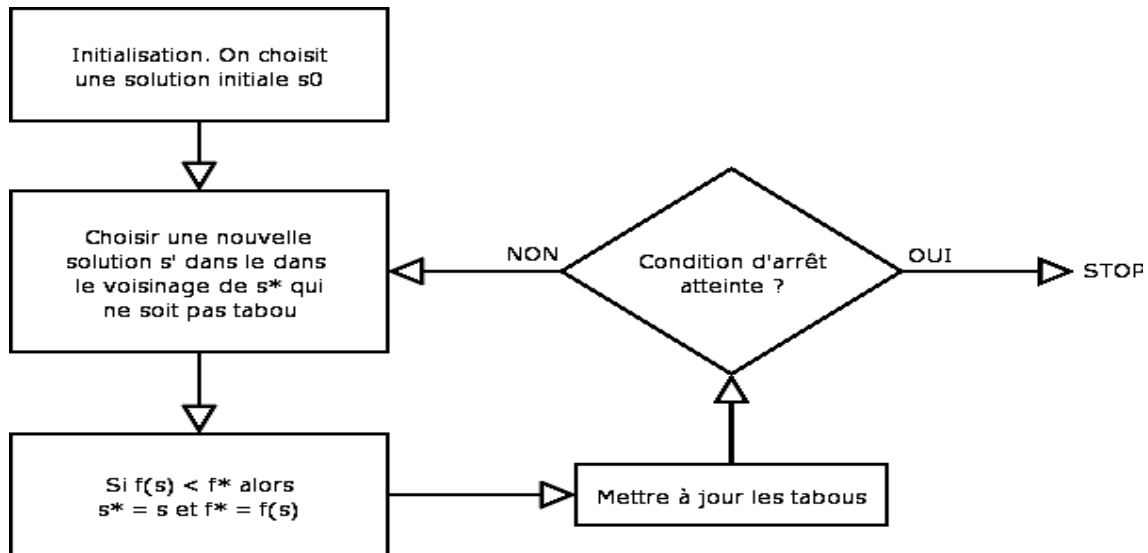 Initialisation. On choisit
une solution initiale s0
Choisir une nouvelle
solution s' dans le dans
le voisinage de s* qui
ne soit pas tabou
Si f(s) < f* alors
s* = s et f* = f(s)
Mettre à jour les tabous
Condition d'arrêt
atteinte ?
NON
OUI
STOP